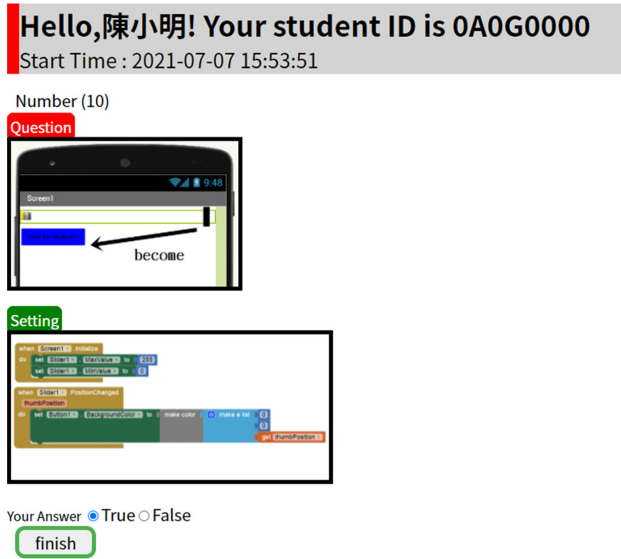 Hello,陳小明! Your student ID is 0A0G0000
Start Time : 2021-07-07 15:53:51
Number (10)
Question
9:48
Screen1
become
Setting
when Screen1 Initialize
do set Slider1 . MaxValue to 255
set Slider1 . MinValue to 0
when Slider1 PositionChanged
thumbPosition
do set Button1 . BackgroundColor to make color make a list 0
0
get thumbPosition
Your Answer True False
finish